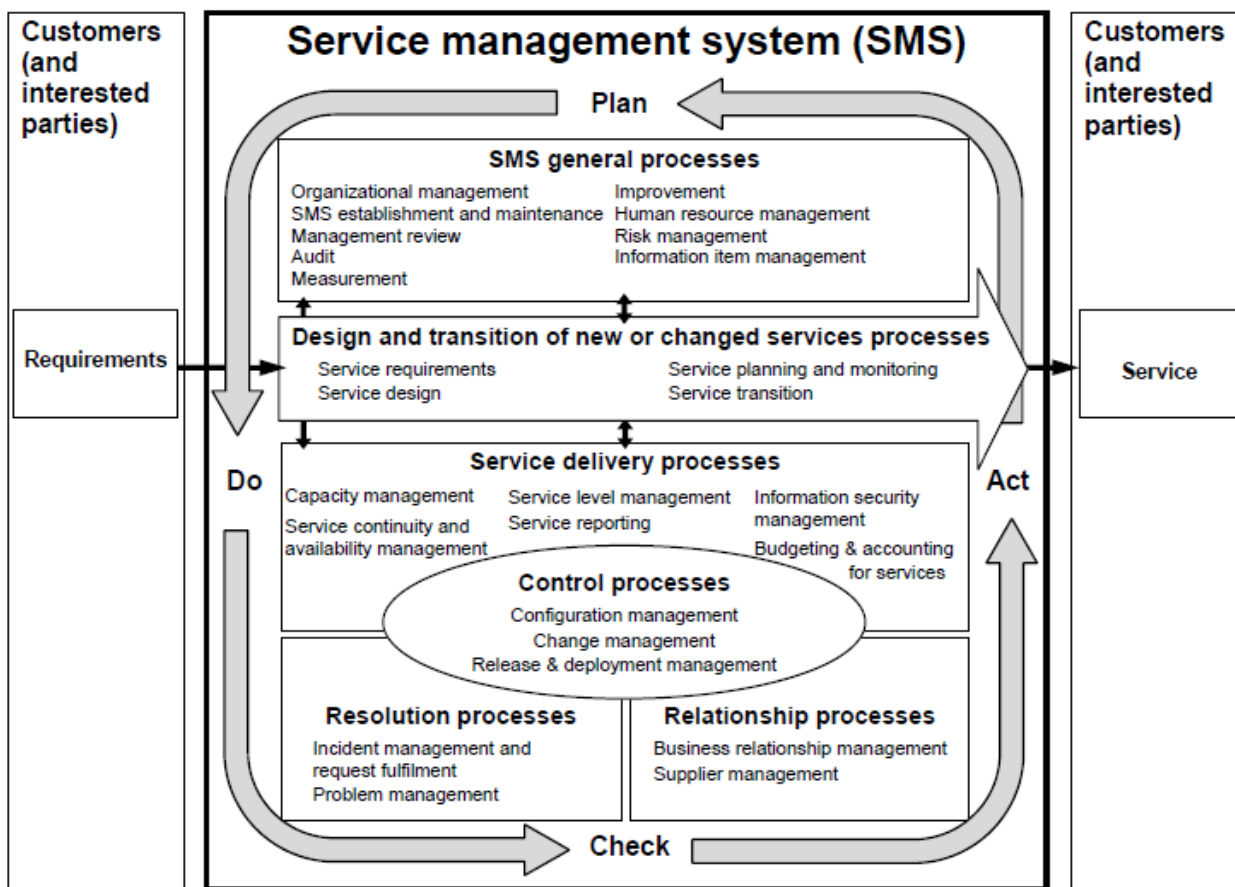 Customers
(and
interested
parties)
Requirements
Service management system (SMS)
Plan
SMS general processes
Organizational management
SMS establishment and maintenance
Management review
Audit
Measurement
Improvement
Human resource management
Risk management
Information item management
Design and transition of new or changed services processes
Service requirements
Service design
Service planning and monitoring
Service transition
Do
Act
Service delivery processes
Capacity management
Service continuity and
availability management
Service level management
Service reporting
Information security
management
Budgeting & accounting
for services
Control processes
Configuration management
Change management
Release & deployment management
Resolution processes
Incident management and
request fulfilment
Problem management
Relationship processes
Business relationship management
Supplier management
Check
Customers
(and
interested
parties)
Service